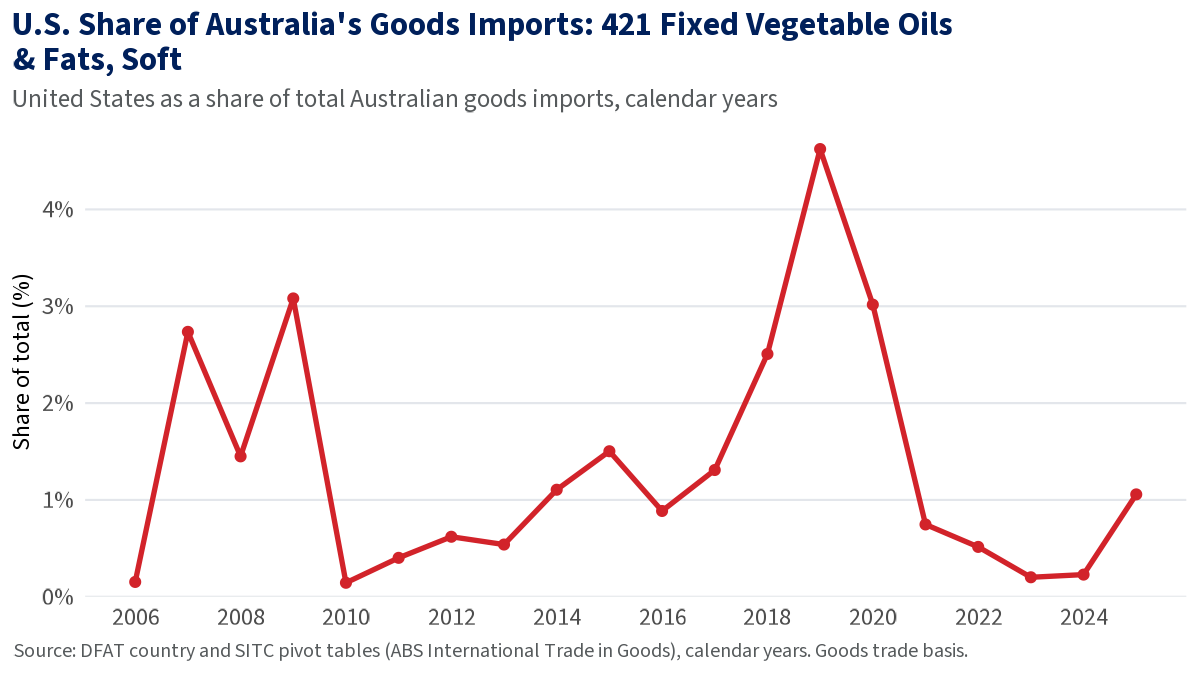 U.S. Share of Australia's Goods Imports: 421 Fixed Vegetable Oils
& Fats, Soft
United States as a share of total Australian goods imports, calendar years
Share of total (%)
4%
3%
2%
1%
0%
2006 2008 2010 2012 2014 2016 2018 2020 2022 2024
Source: DFAT country and SITC pivot tables (ABS International Trade in Goods), calendar years. Goods trade basis.